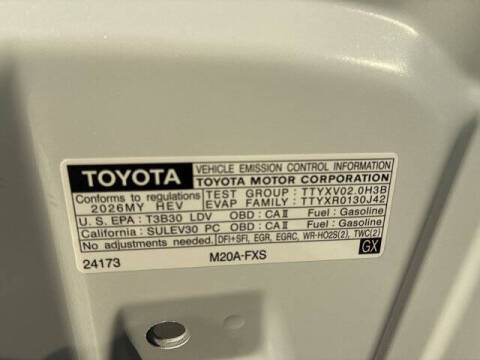 TOYOTA VEHICLE EMISSION CONTROL INFORMATION
TOYOTA MOTOR CORPORATION
Conforms to regulations TEST GROUP : TTYXV02.0H3B
2026MY HEV EVAP FAMILY : TTYXR0130J42
U.S. EPA : T3B30 LDV OBD : CAⅡ Fuel : Gasoline
California : SULEV30 PC OBD : CAⅡ Fuel : Gasoline
No adjustments needed. DFI+SFI, EGR, EGRC, WR-HO2S(2), TWC(2)
24173 M20A-FXS GX